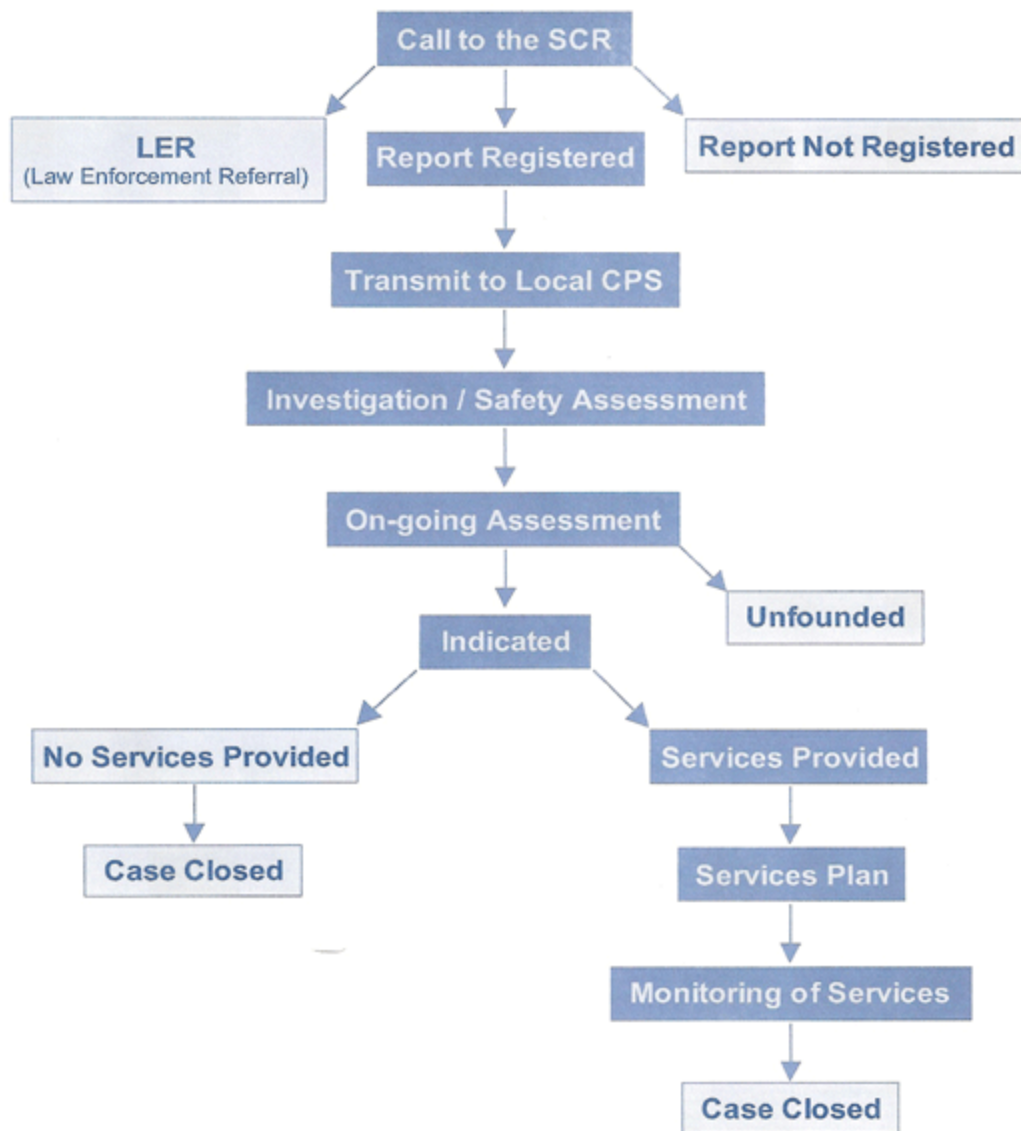 Call to the SCR
LER
(Law Enforcement Referral)
Report Registered
Report Not Registered
Transmit to Local CPS
Investigation / Safety Assessment
On-going Assessment
Unfounded
Indicated
No Services Provided
Services Provided
Case Closed
Services Plan
Monitoring of Services
Case Closed